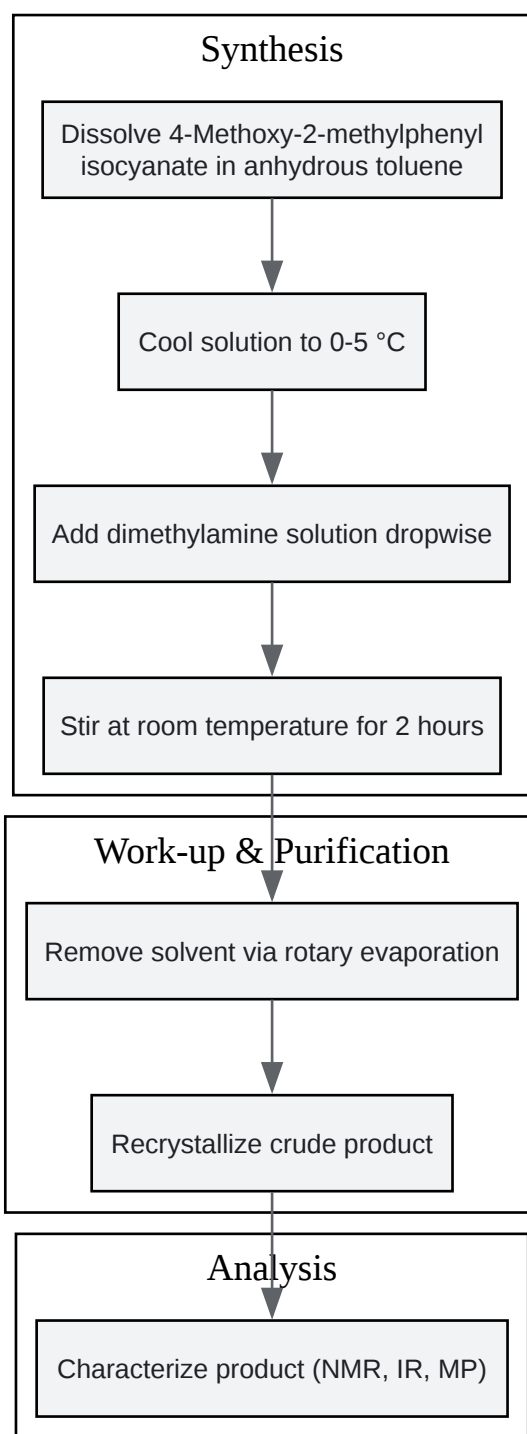 Synthesis
Dissolve 4-Methoxy-2-methylphenyl
isocyanate in anhydrous toluene
Cool solution to 0-5 °C
Add dimethylamine solution dropwise
Stir at room temperature for 2 hours
Work-up & Purification
Remove solvent via rotary evaporation
Recrystallize crude product
Analysis
Characterize product (NMR, IR, MP)